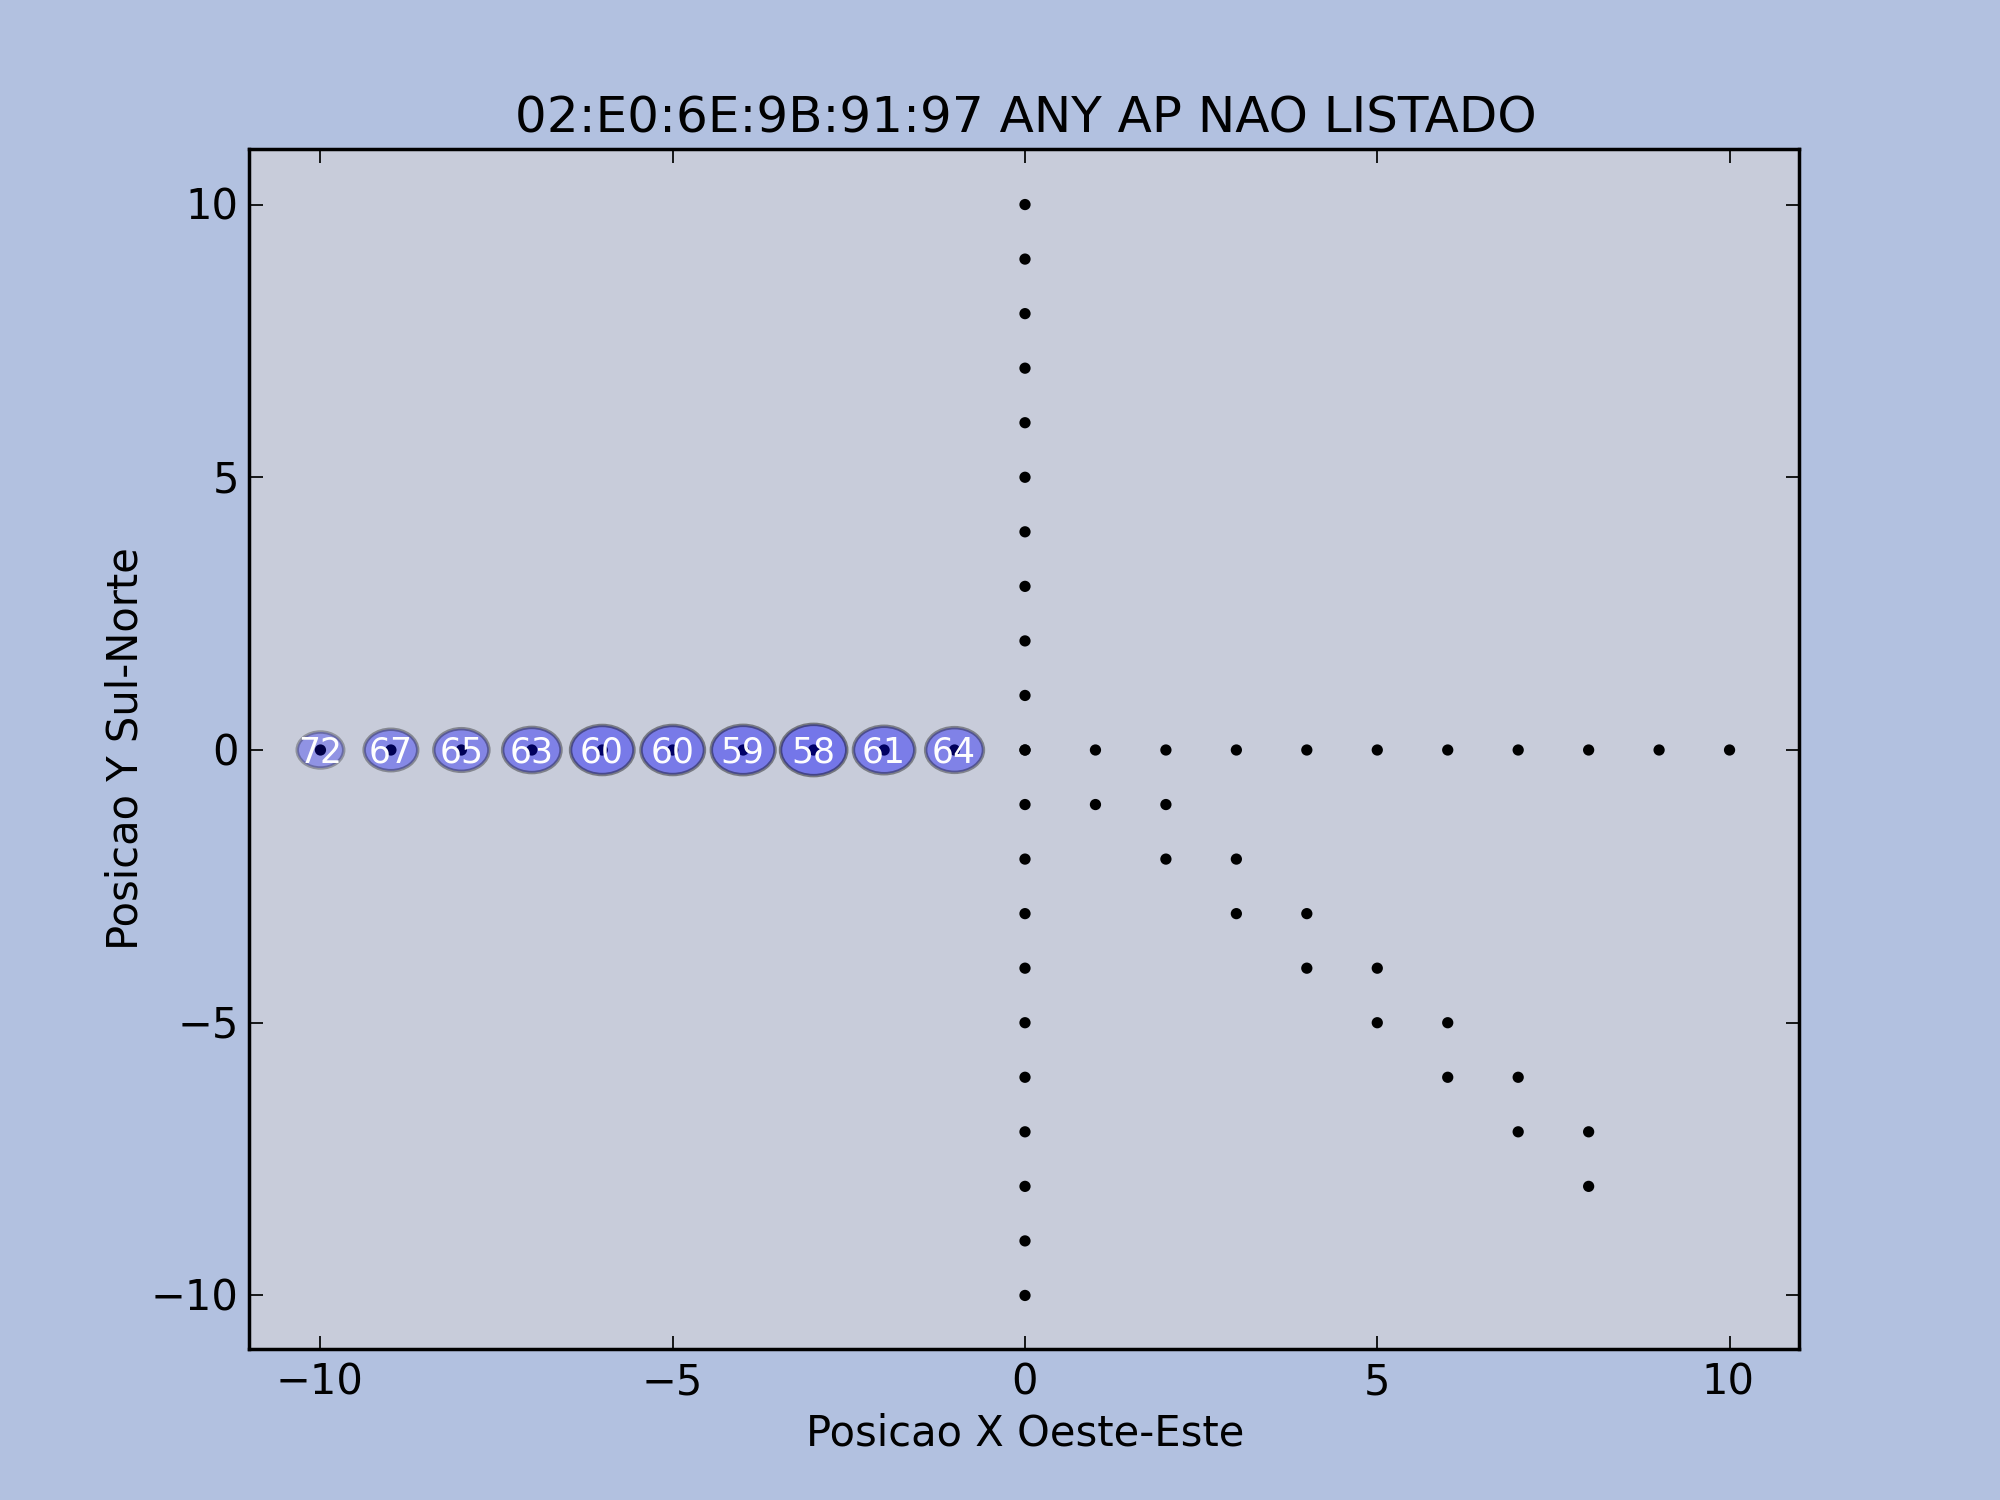 02:E0:6E:9B:91:97 ANY AP NAO LISTADO
10
5
0
−5
−10
Posicao Y Sul-Norte
72 67 65 63 60 60 59 58 61 64
−10 −5 0 5 10
Posicao X Oeste-Este